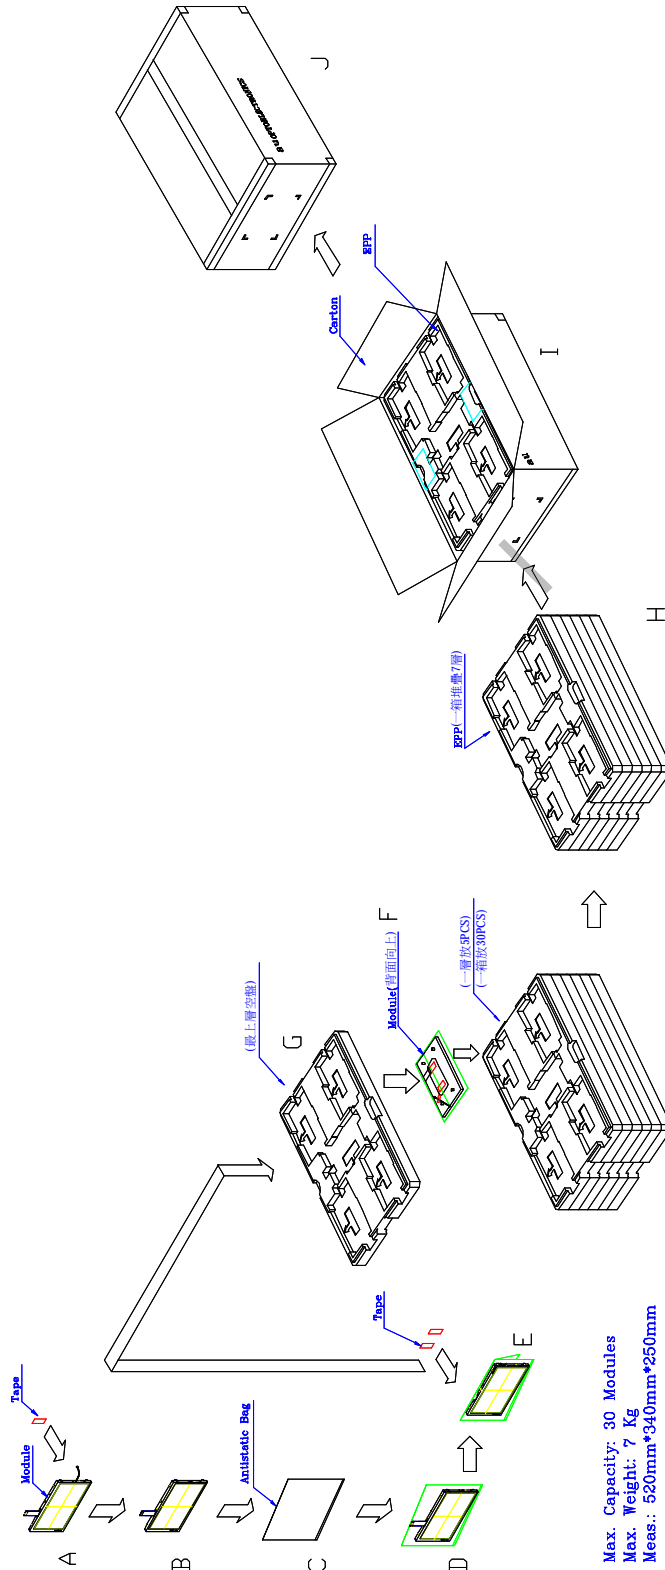 A
Module
Tape
B
C
Antistatic Bag
D
E
Tape
F
Module(背面向上)
(一層放5PCS)
(一箱放30PCS)
G
(最上層空盤)
H
EPP(一箱堆疊7層)
I
Carton
EPP
J
Max. Capacity: 30 Modules
Max. Weight: 7 Kg
Meas.: 520mm*340mm*250mm